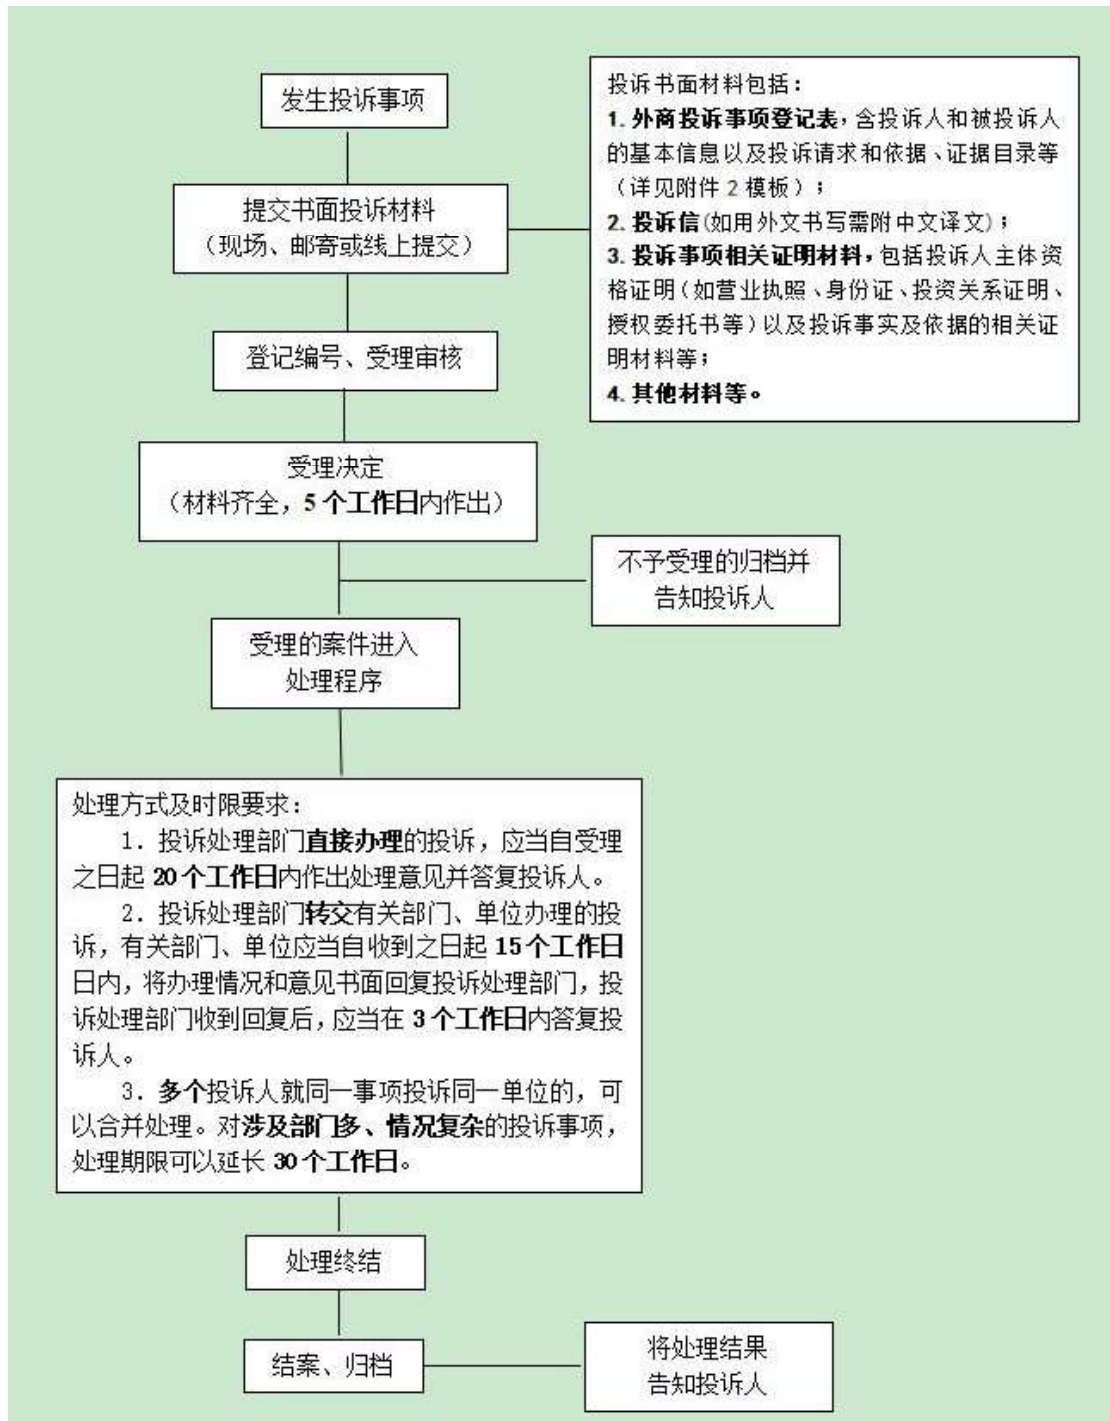 发生投诉事项
投诉书面材料包括：
1. 外商投诉事项登记表，含投诉人和被投诉人
的基本信息以及投诉请求和依据、证据目录等
（详见附件 2 模板）；
2. 投诉信(如用外文书写需附中文译文)；
3. 投诉事项相关证明材料，包括投诉人主体资
格证明(如营业执照、身份证、投资关系证明、
授权委托书等)以及投诉事实及依据的相关证
明材料等；
4. 其他材料等。
提交书面投诉材料
（现场、邮寄或线上提交）
登记编号、受理审核
受理决定
（材料齐全，5 个工作日内作出）
不予受理的归档并
告知投诉人
受理的案件进入
处理程序
处理方式及时限要求：
1. 投诉处理部门直接办理的投诉，应当自受理
之日起 20 个工作日内作出处理意见并答复投诉人。
2. 投诉处理部门转交有关部门、单位办理的投
诉，有关部门、单位应当自收到之日起 15 个工作日
日内，将办理情况和意见书面回复投诉处理部门，投
诉处理部门收到回复后，应当在 3 个工作日内答复投
诉人。
3. 多个投诉人就同一事项投诉同一单位的，可
以合并处理。对涉及部门多、情况复杂的投诉事项，
处理期限可以延长 30 个工作日。
处理终结
结案、归档
将处理结果
告知投诉人